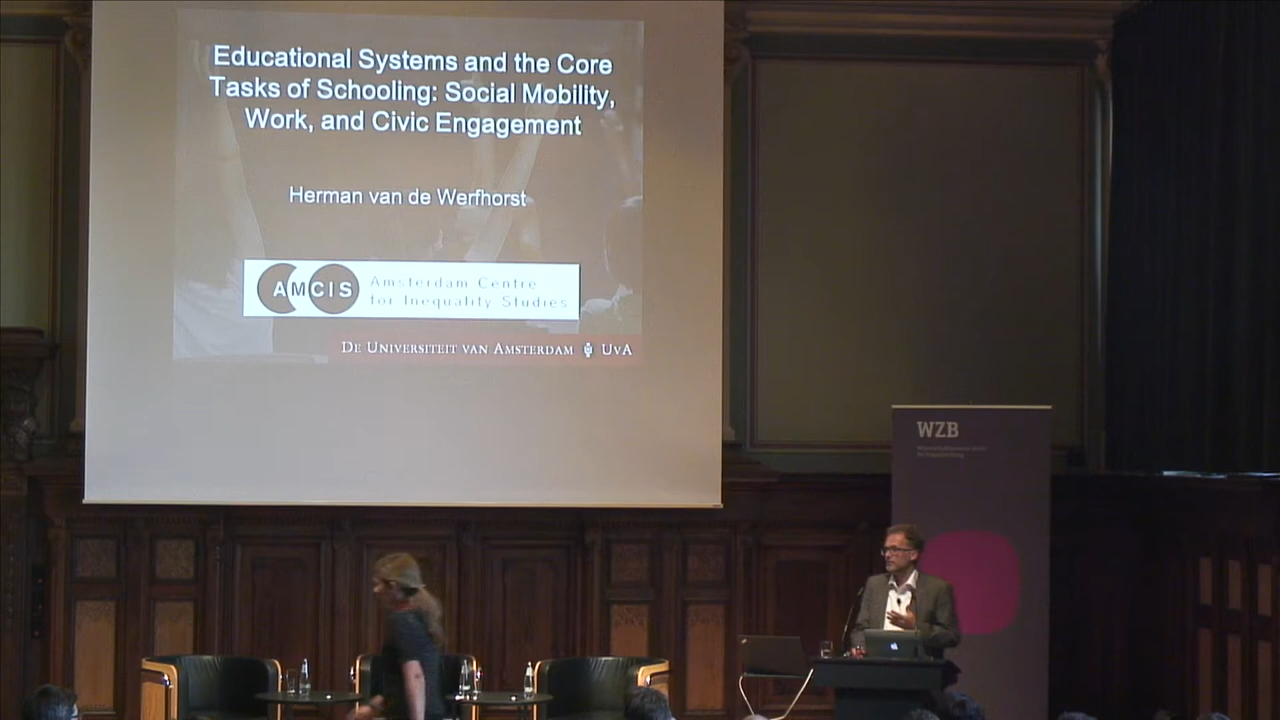 Educational Systems and the Core
Tasks of Schooling: Social Mobility,
Work, and Civic Engagement
Herman van de Werfhorst
AMCIS
Amsterdam Centre
for Inequality Studies
DE UNIVERSITEIT VAN AMSTERDAM UvA
WZB